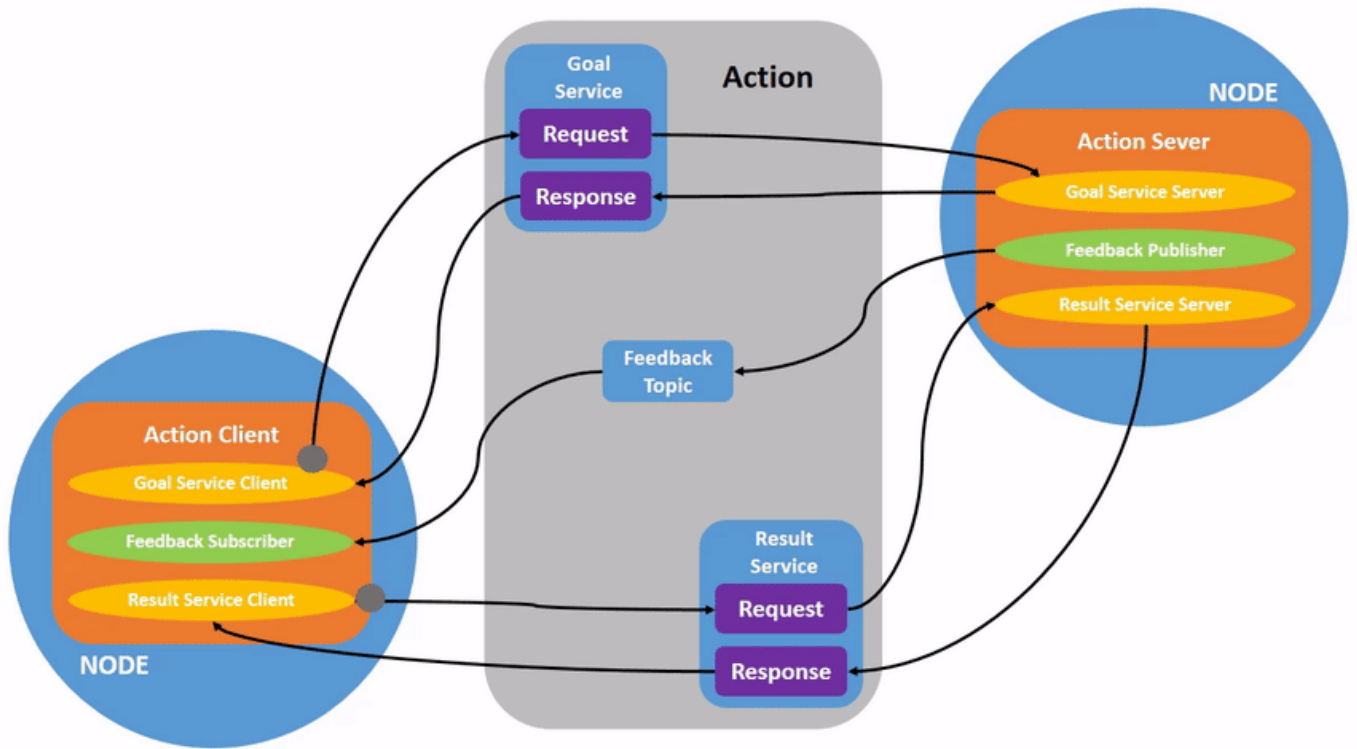 Goal
Service
Request
Response
Action
NODE
Action Sever
Goal Service Server
Feedback Publisher
Result Service Server
Feedback
Topic
Action Client
Goal Service Client
Feedback Subscriber
Result Service Client
NODE
Result
Service
Request
Response